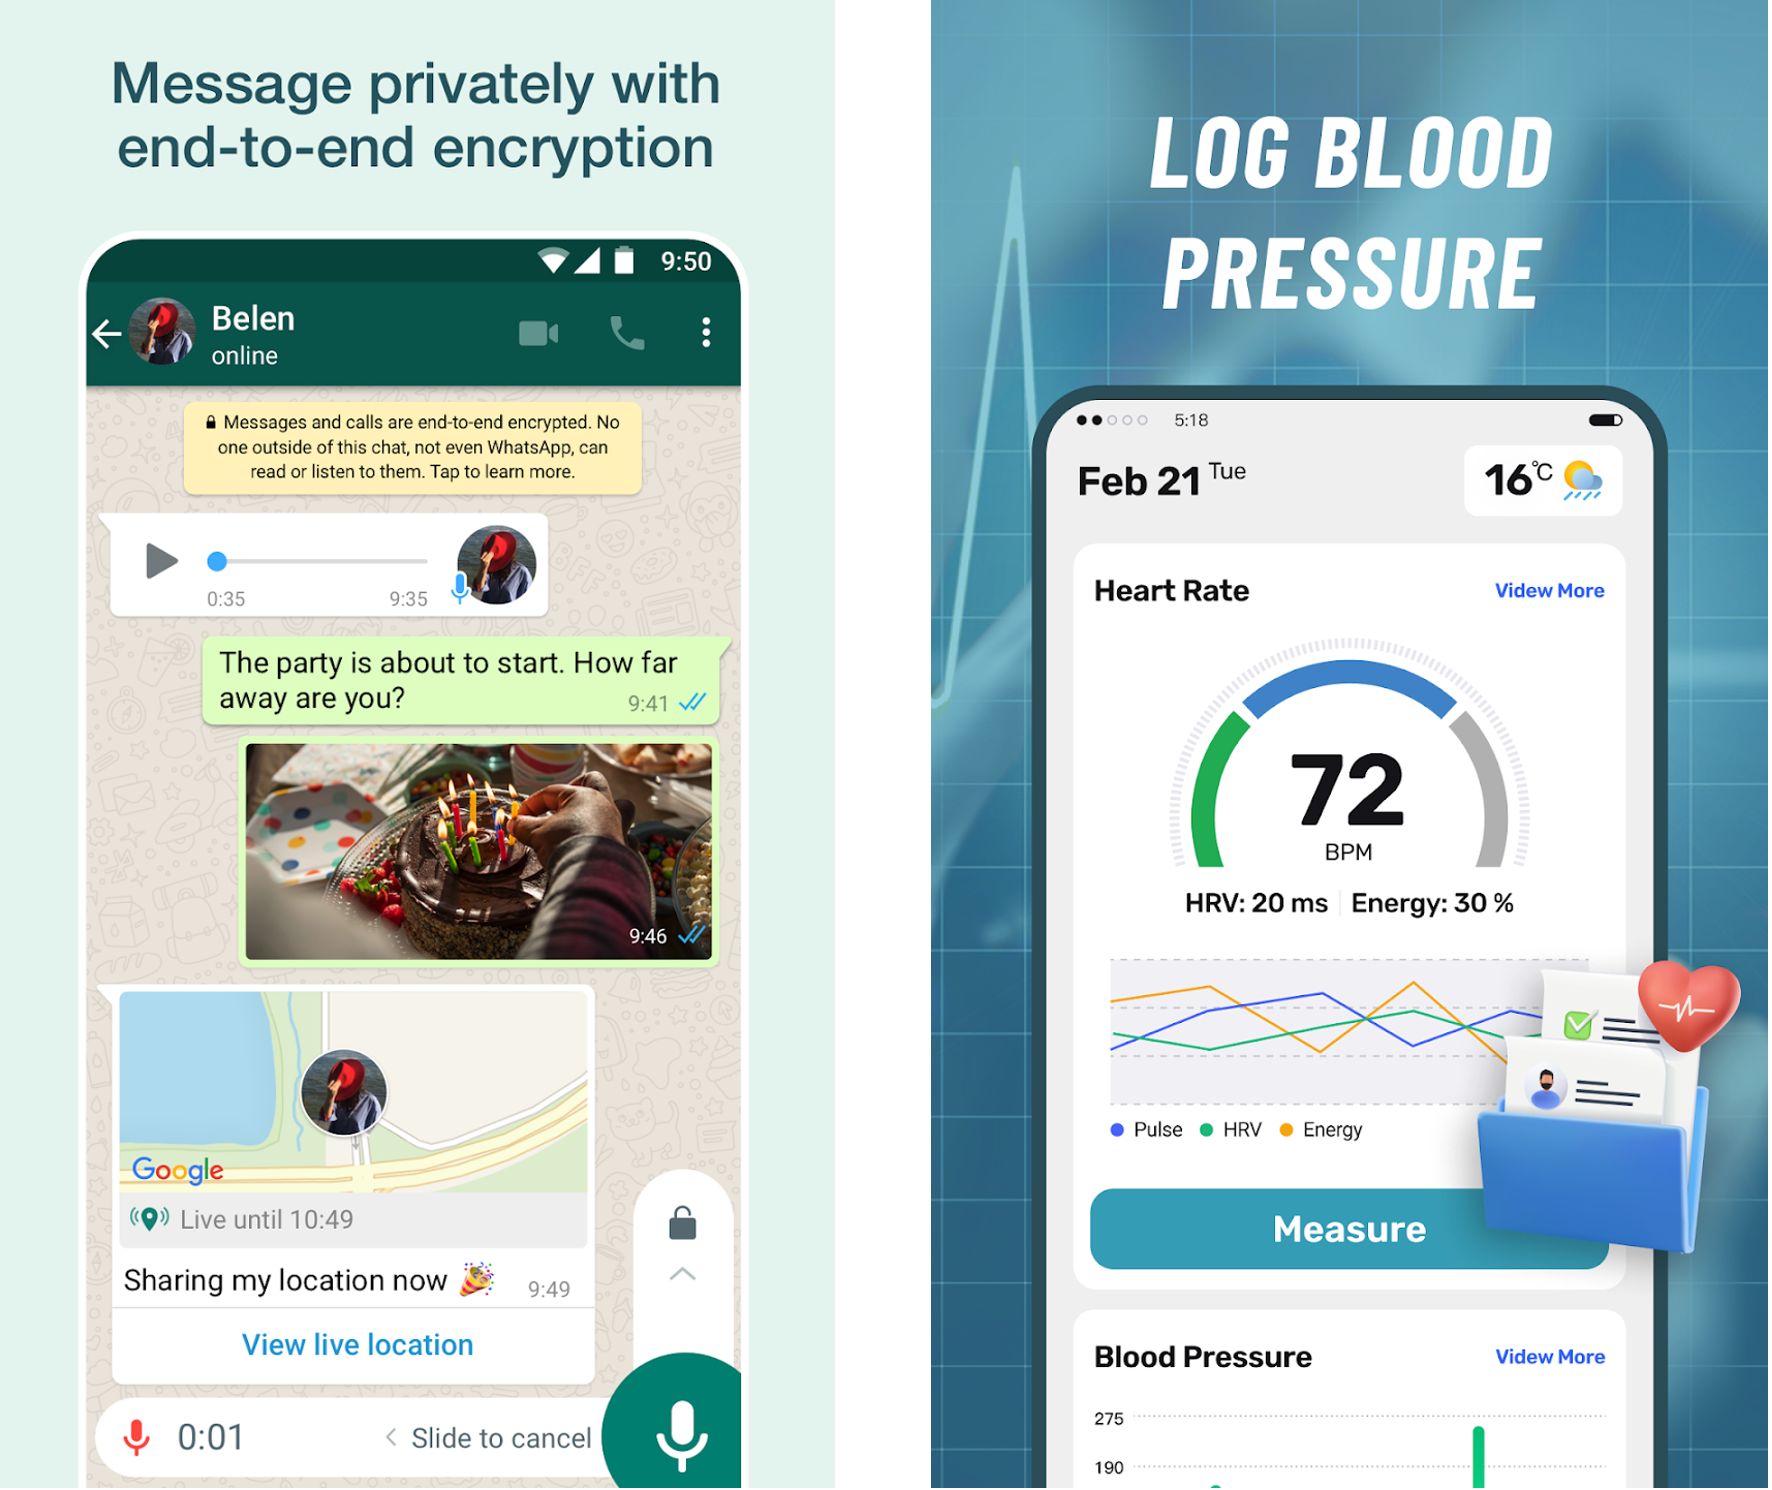 Message privately with
end-to-end encryption
9:50
Belen
online
Messages and calls are end-to-end encrypted. No
one outside of this chat, not even WhatsApp, can
read or listen to them. Tap to learn more.
0:35
9:35
The party is about to start. How far
away are you?
9:41
9:46
Google
Live until 10:49
Sharing my location now
9:49
View live location
0:01
Slide to cancel
LOG BLOOD
PRESSURE
5:18
Feb 21 Tue
16°C
Heart Rate
Videw More
72
BPM
HRV: 20 ms
Energy: 30 %
Pulse
HRV
Energy
Measure
Blood Pressure
Videw More
275
190